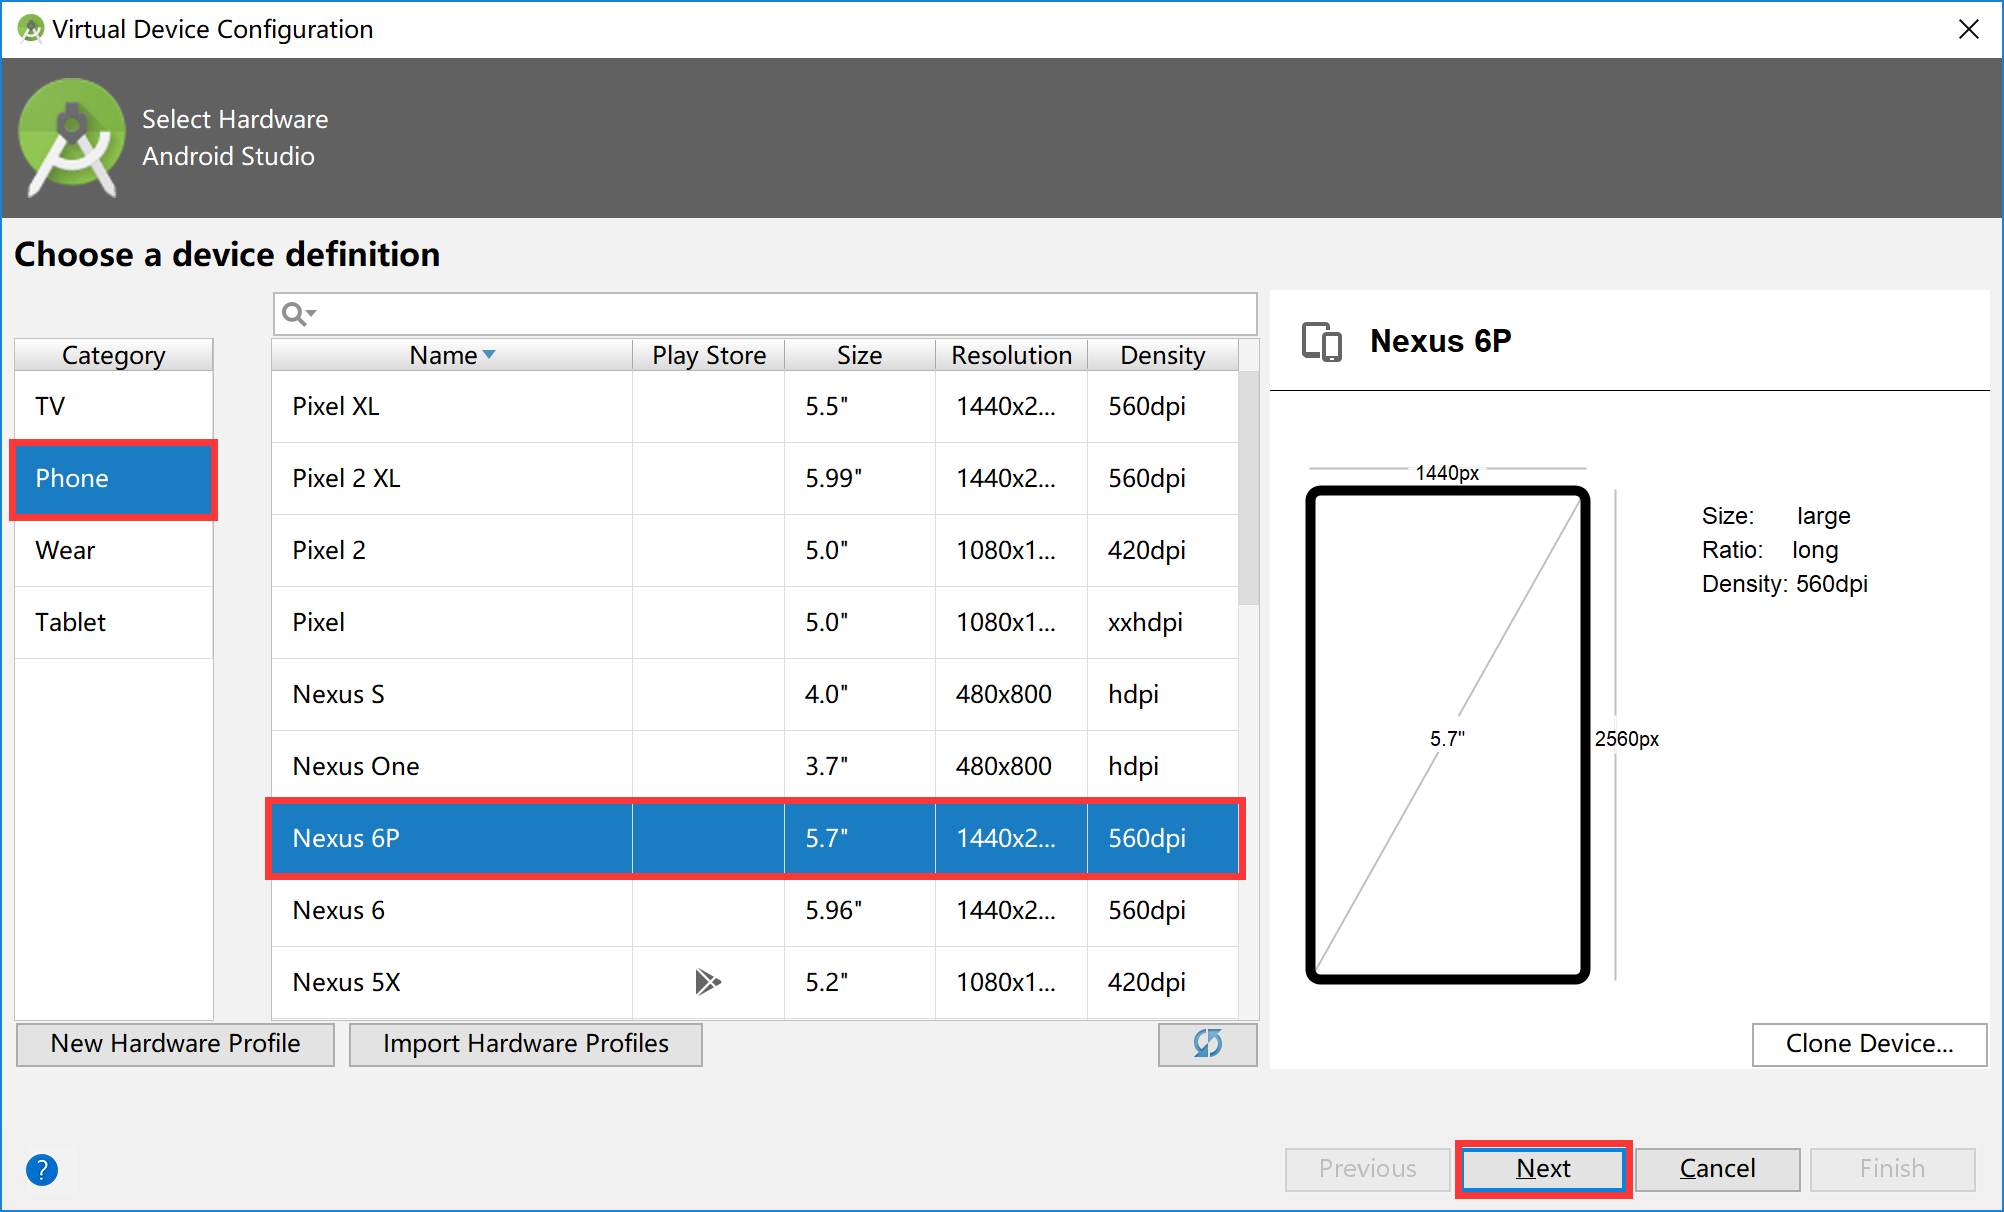 Virtual Device Configuration
Select Hardware
Android Studio
Choose a device definition
Category
TV
Phone
Wear
Tablet
Name Play Store Size Resolution Density
Pixel XL 5.5" 1440x2... 560dpi
Pixel 2 XL 5.99" 1440x2... 560dpi
Pixel 2 5.0" 1080x1... 420dpi
Pixel 5.0" 1080x1... xxhdpi
Nexus S 4.0" 480x800 hdpi
Nexus One 3.7" 480x800 hdpi
Nexus 6P 5.7" 1440x2... 560dpi
Nexus 6 5.96" 1440x2... 560dpi
Nexus 5X 5.2" 1080x1... 420dpi
New Hardware Profile Import Hardware Profiles
Nexus 6P
1440px
5.7"
2560px
Size: large
Ratio: long
Density: 560dpi
Clone Device...
? Previous Next Cancel Finish